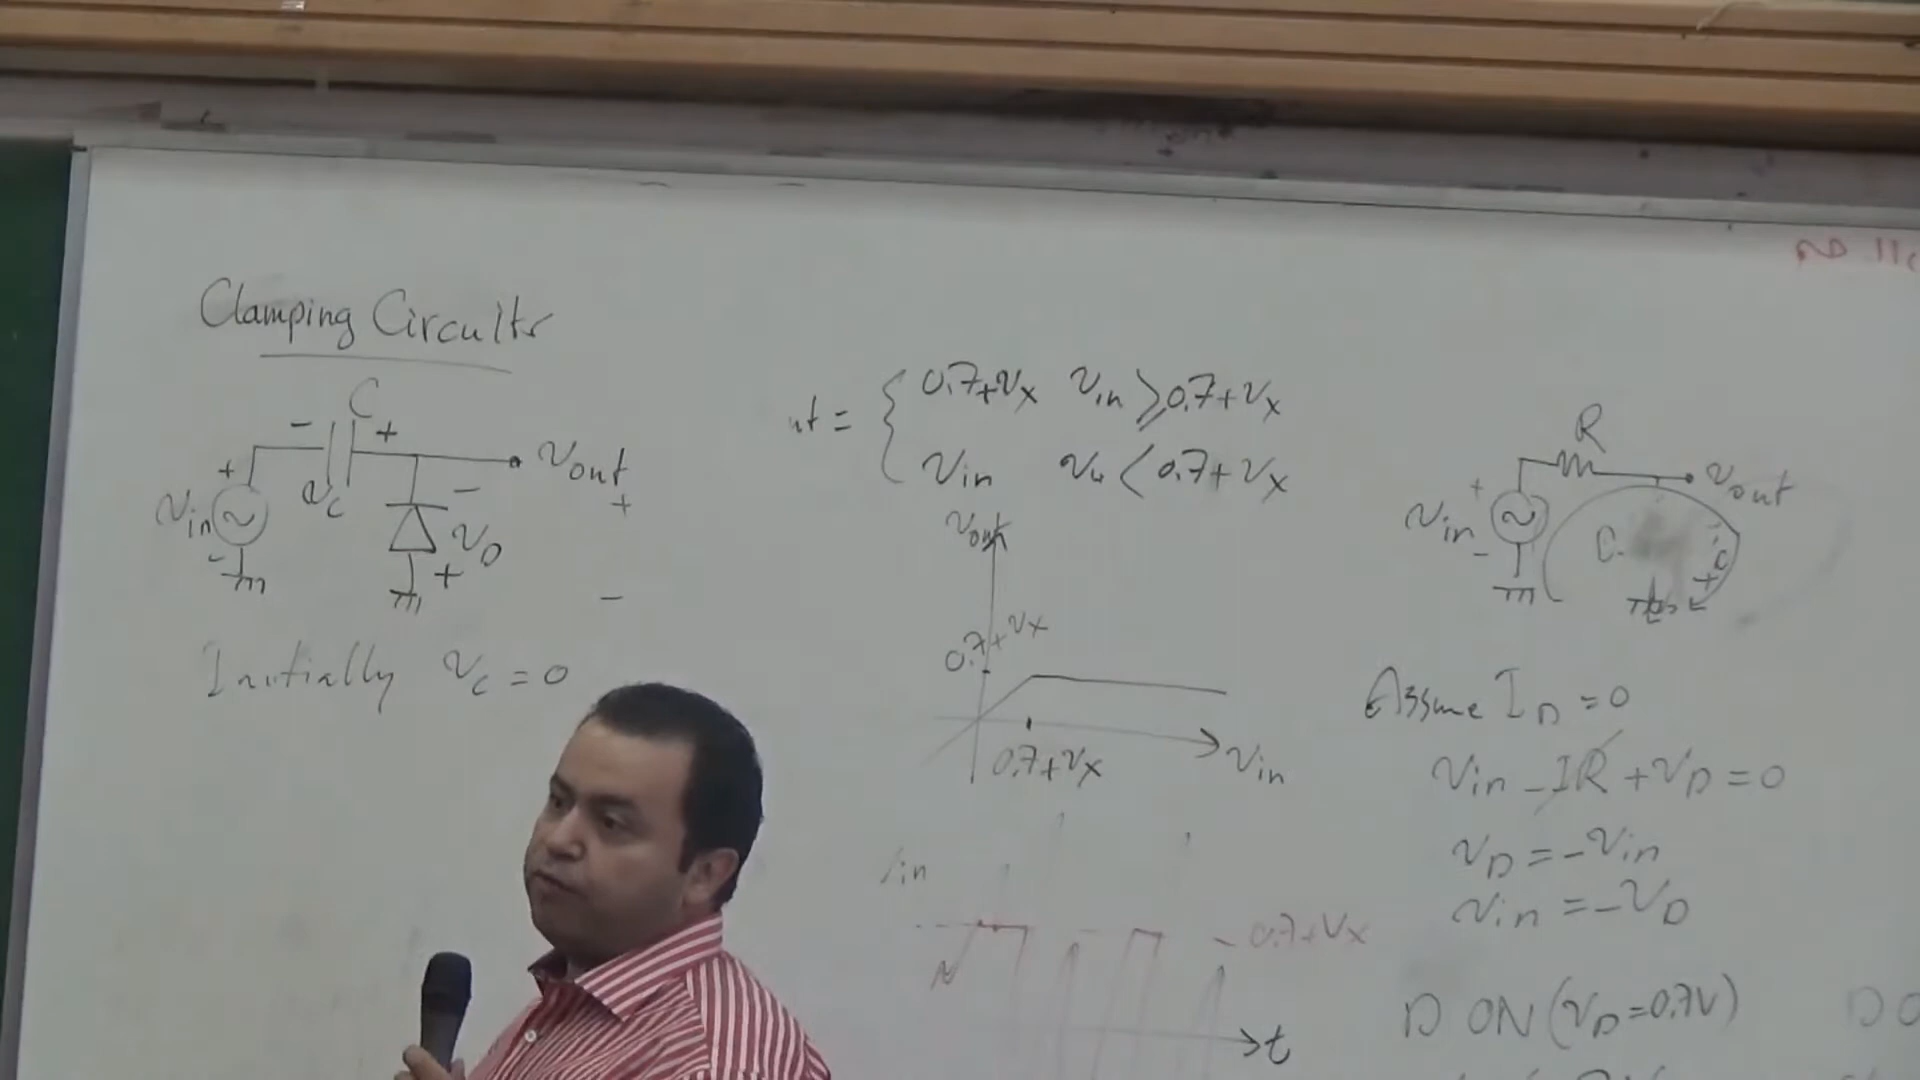 Clamping Circuits
C
- +
+ Vin -
Vc
- VD +
Vout
+
-
Initially Vc = 0
ut = { 0.7+Vx Vin ≥ 0.7+Vx
Vin Vin < 0.7+Vx
Vout
0.7+Vx
0.7+Vx
Vin
Vin
0.7+Vx
t
R
+ Vin -
Vout
Assume ID = 0
Vin - IR + VD = 0
VD = -Vin
Vin = -VD
D ON (VD = 0.7V)